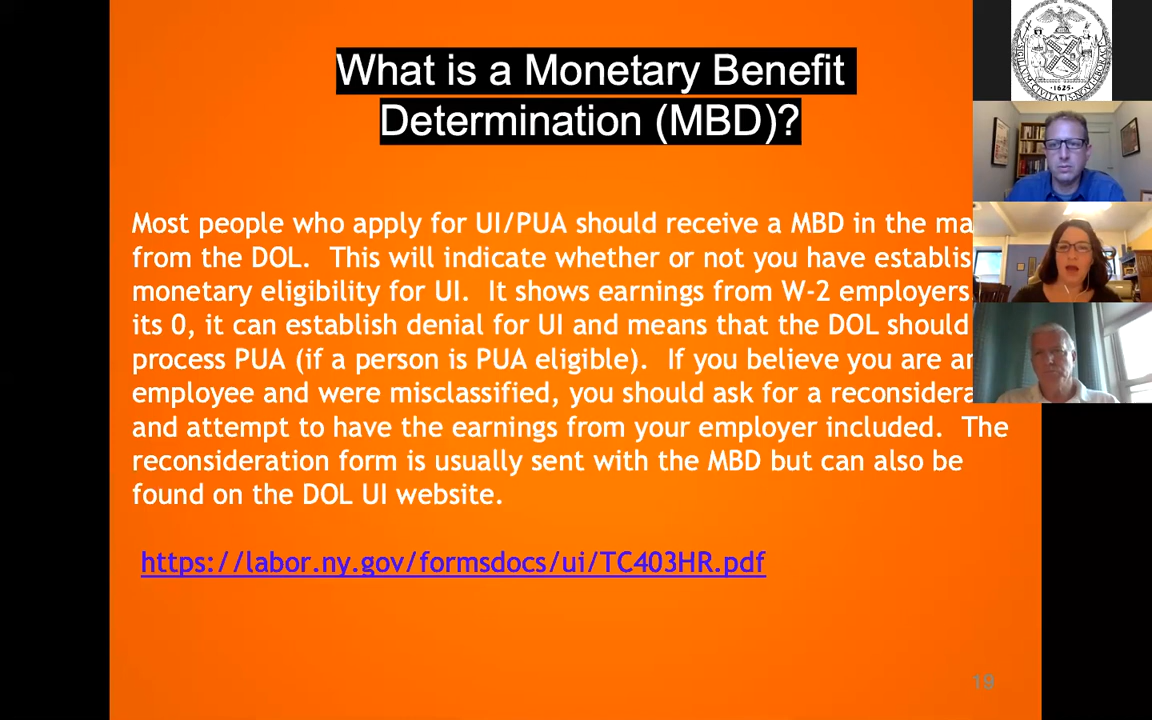 What is a Monetary Benefit
Determination (MBD)?
Most people who apply for UI/PUA should receive a MBD in the
from the DOL. This will indicate whether or not you have
monetary eligibility for UI. It shows earnings from W-2 employers
its 0, it can establish denial for UI and means that the DOL should
process PUA (if a person is PUA eligible). If you believe you are
employee and were misclassified, you should ask for a
and attempt to have the earnings from your employer included. The
reconsideration form is usually sent with the MBD but can also be
found on the DOL UI website.
https://labor.ny.gov/formsdocs/ui/TC403HR.pdf
19
1625